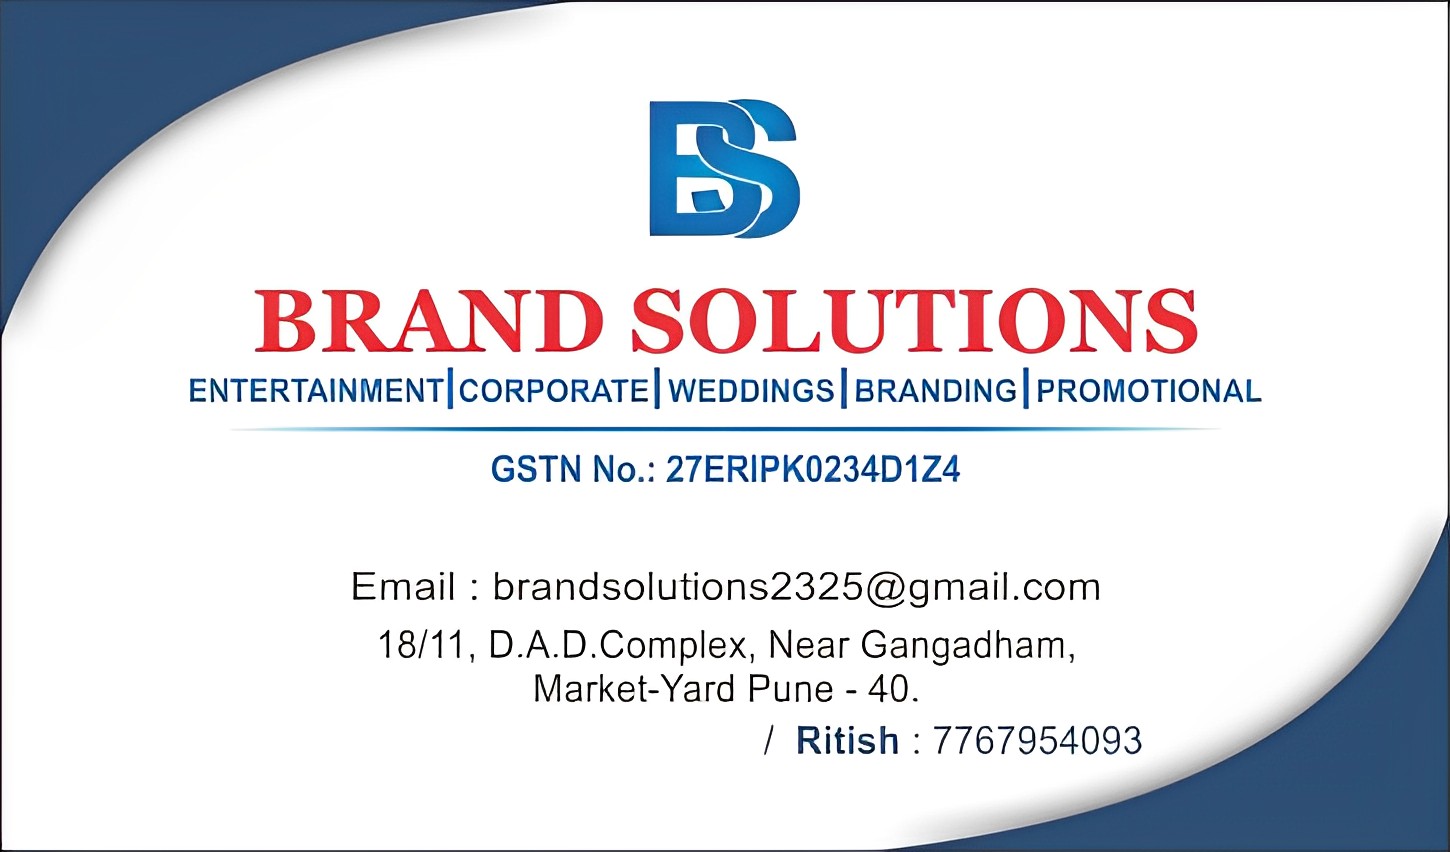 BS
BRAND SOLUTIONS
ENTERTAINMENT|CORPORATE|WEDDINGS|BRANDING|PROMOTIONAL
GSTN No.: 27ERIPK0234D1Z4
Email : brandsolutions2325@gmail.com
18/11, D.A.D.Complex, Near Gangadham,
Market-Yard Pune - 40.
/ Ritish : 7767954093